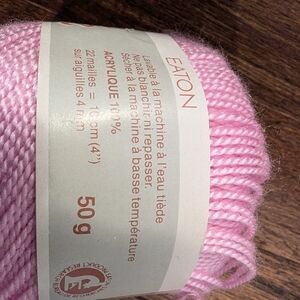 EATON
Lavable à la machine à l'eau tiède
Ne pas blanchir ni repasser.
Sécher à la machine à basse température
ACRYLIQUE 100%
22 mailles = 10 cm (4")
sur aiguilles 4 mm
50 g